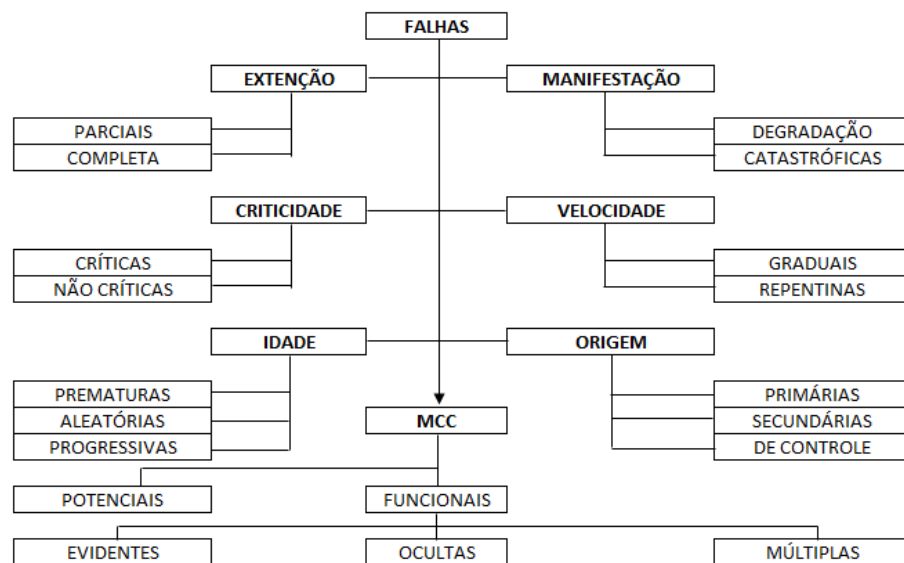 FALHAS
EXTENÇÃO
MANIFESTAÇÃO
PARCIAIS
COMPLETA
DEGRADAÇÃO
CATASTRÓFICAS
CRITICIDADE
VELOCIDADE
CRÍTICAS
NÃO CRÍTICAS
GRADUAIS
REPENTINAS
IDADE
ORIGEM
PREMATURAS
ALEATÓRIAS
PROGRESSIVAS
MCC
PRIMÁRIAS
SECUNDÁRIAS
DE CONTROLE
POTENCIAIS
FUNCIONAIS
EVIDENTES
OCULTAS
MÚLTIPLAS